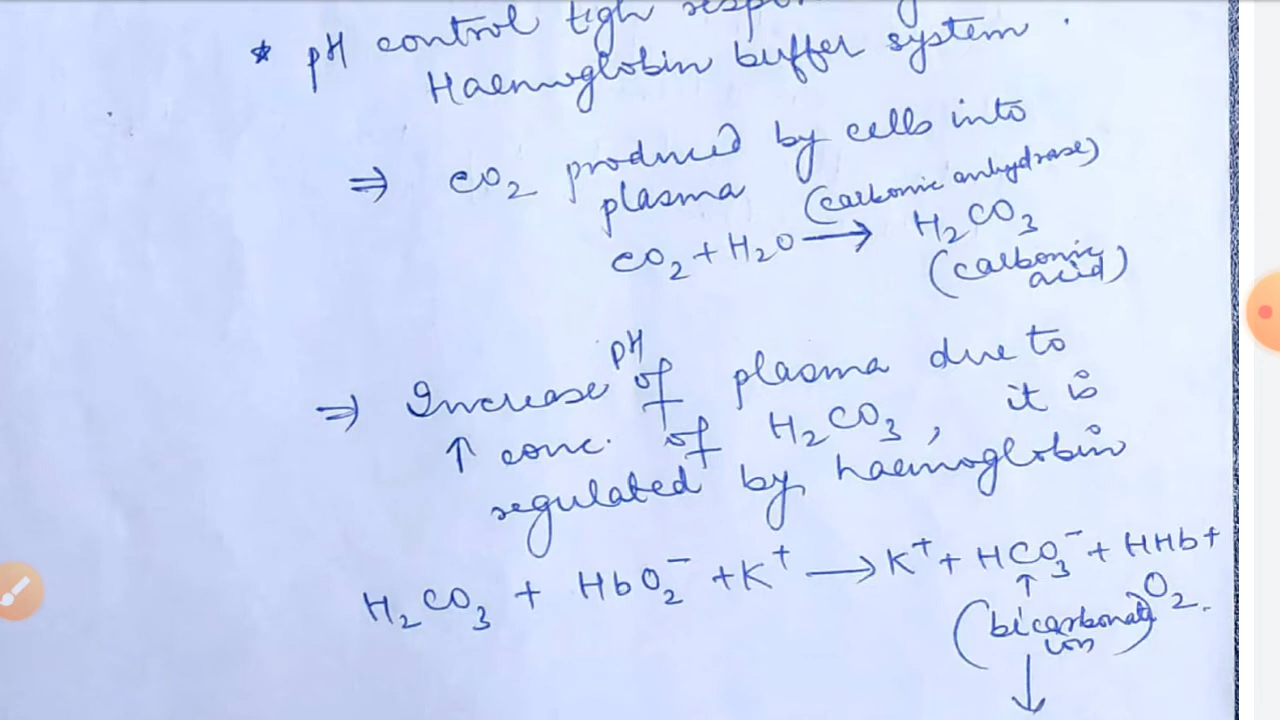 * pH control
Haemoglobin buffer system.
⇒ CO₂ produced by cells into
plasma (carbonic anhydrase)
CO₂ + H₂O ⟶ H₂CO₃
(carbonic
acid)
pH
⇒ Increase of plasma due to
↑ conc. of H₂CO₃, it is
regulated by haemoglobin
H₂CO₃ + HbO₂⁻ + K⁺ ⟶ K⁺ + HCO₃⁻ + HHb +
↑ O₂.
(bicarbonate
ion)
↓